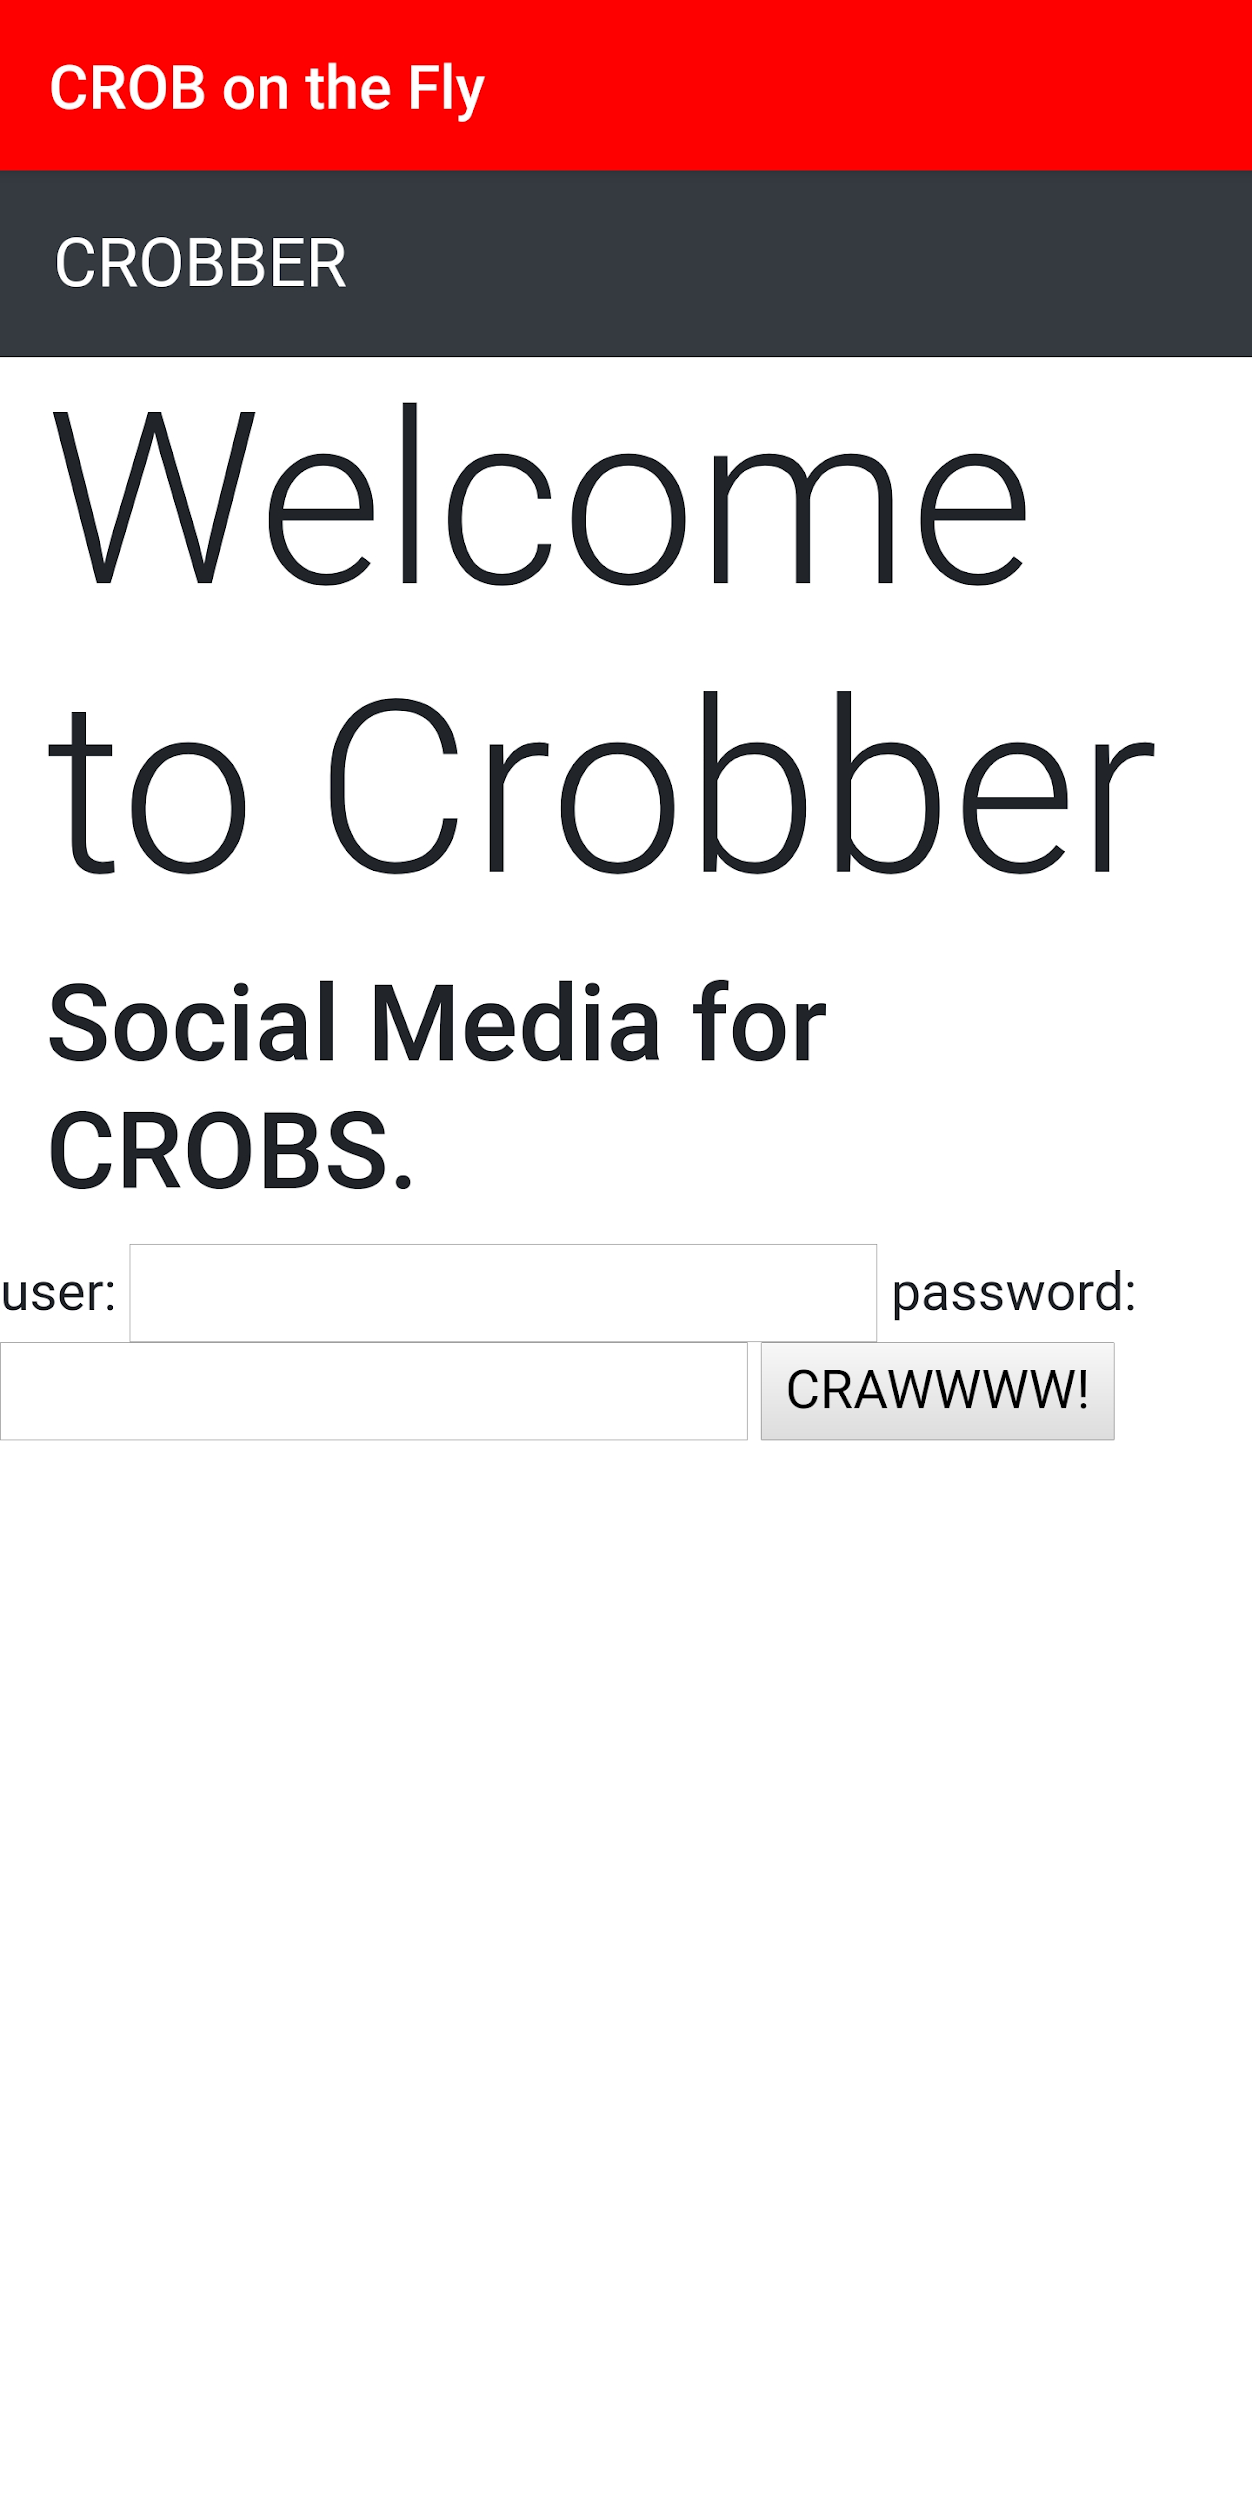 CROB on the Fly
CROBBER
Welcome
to Crobber
Social Media for
CROBS.
user: password:
CRAWWWW!